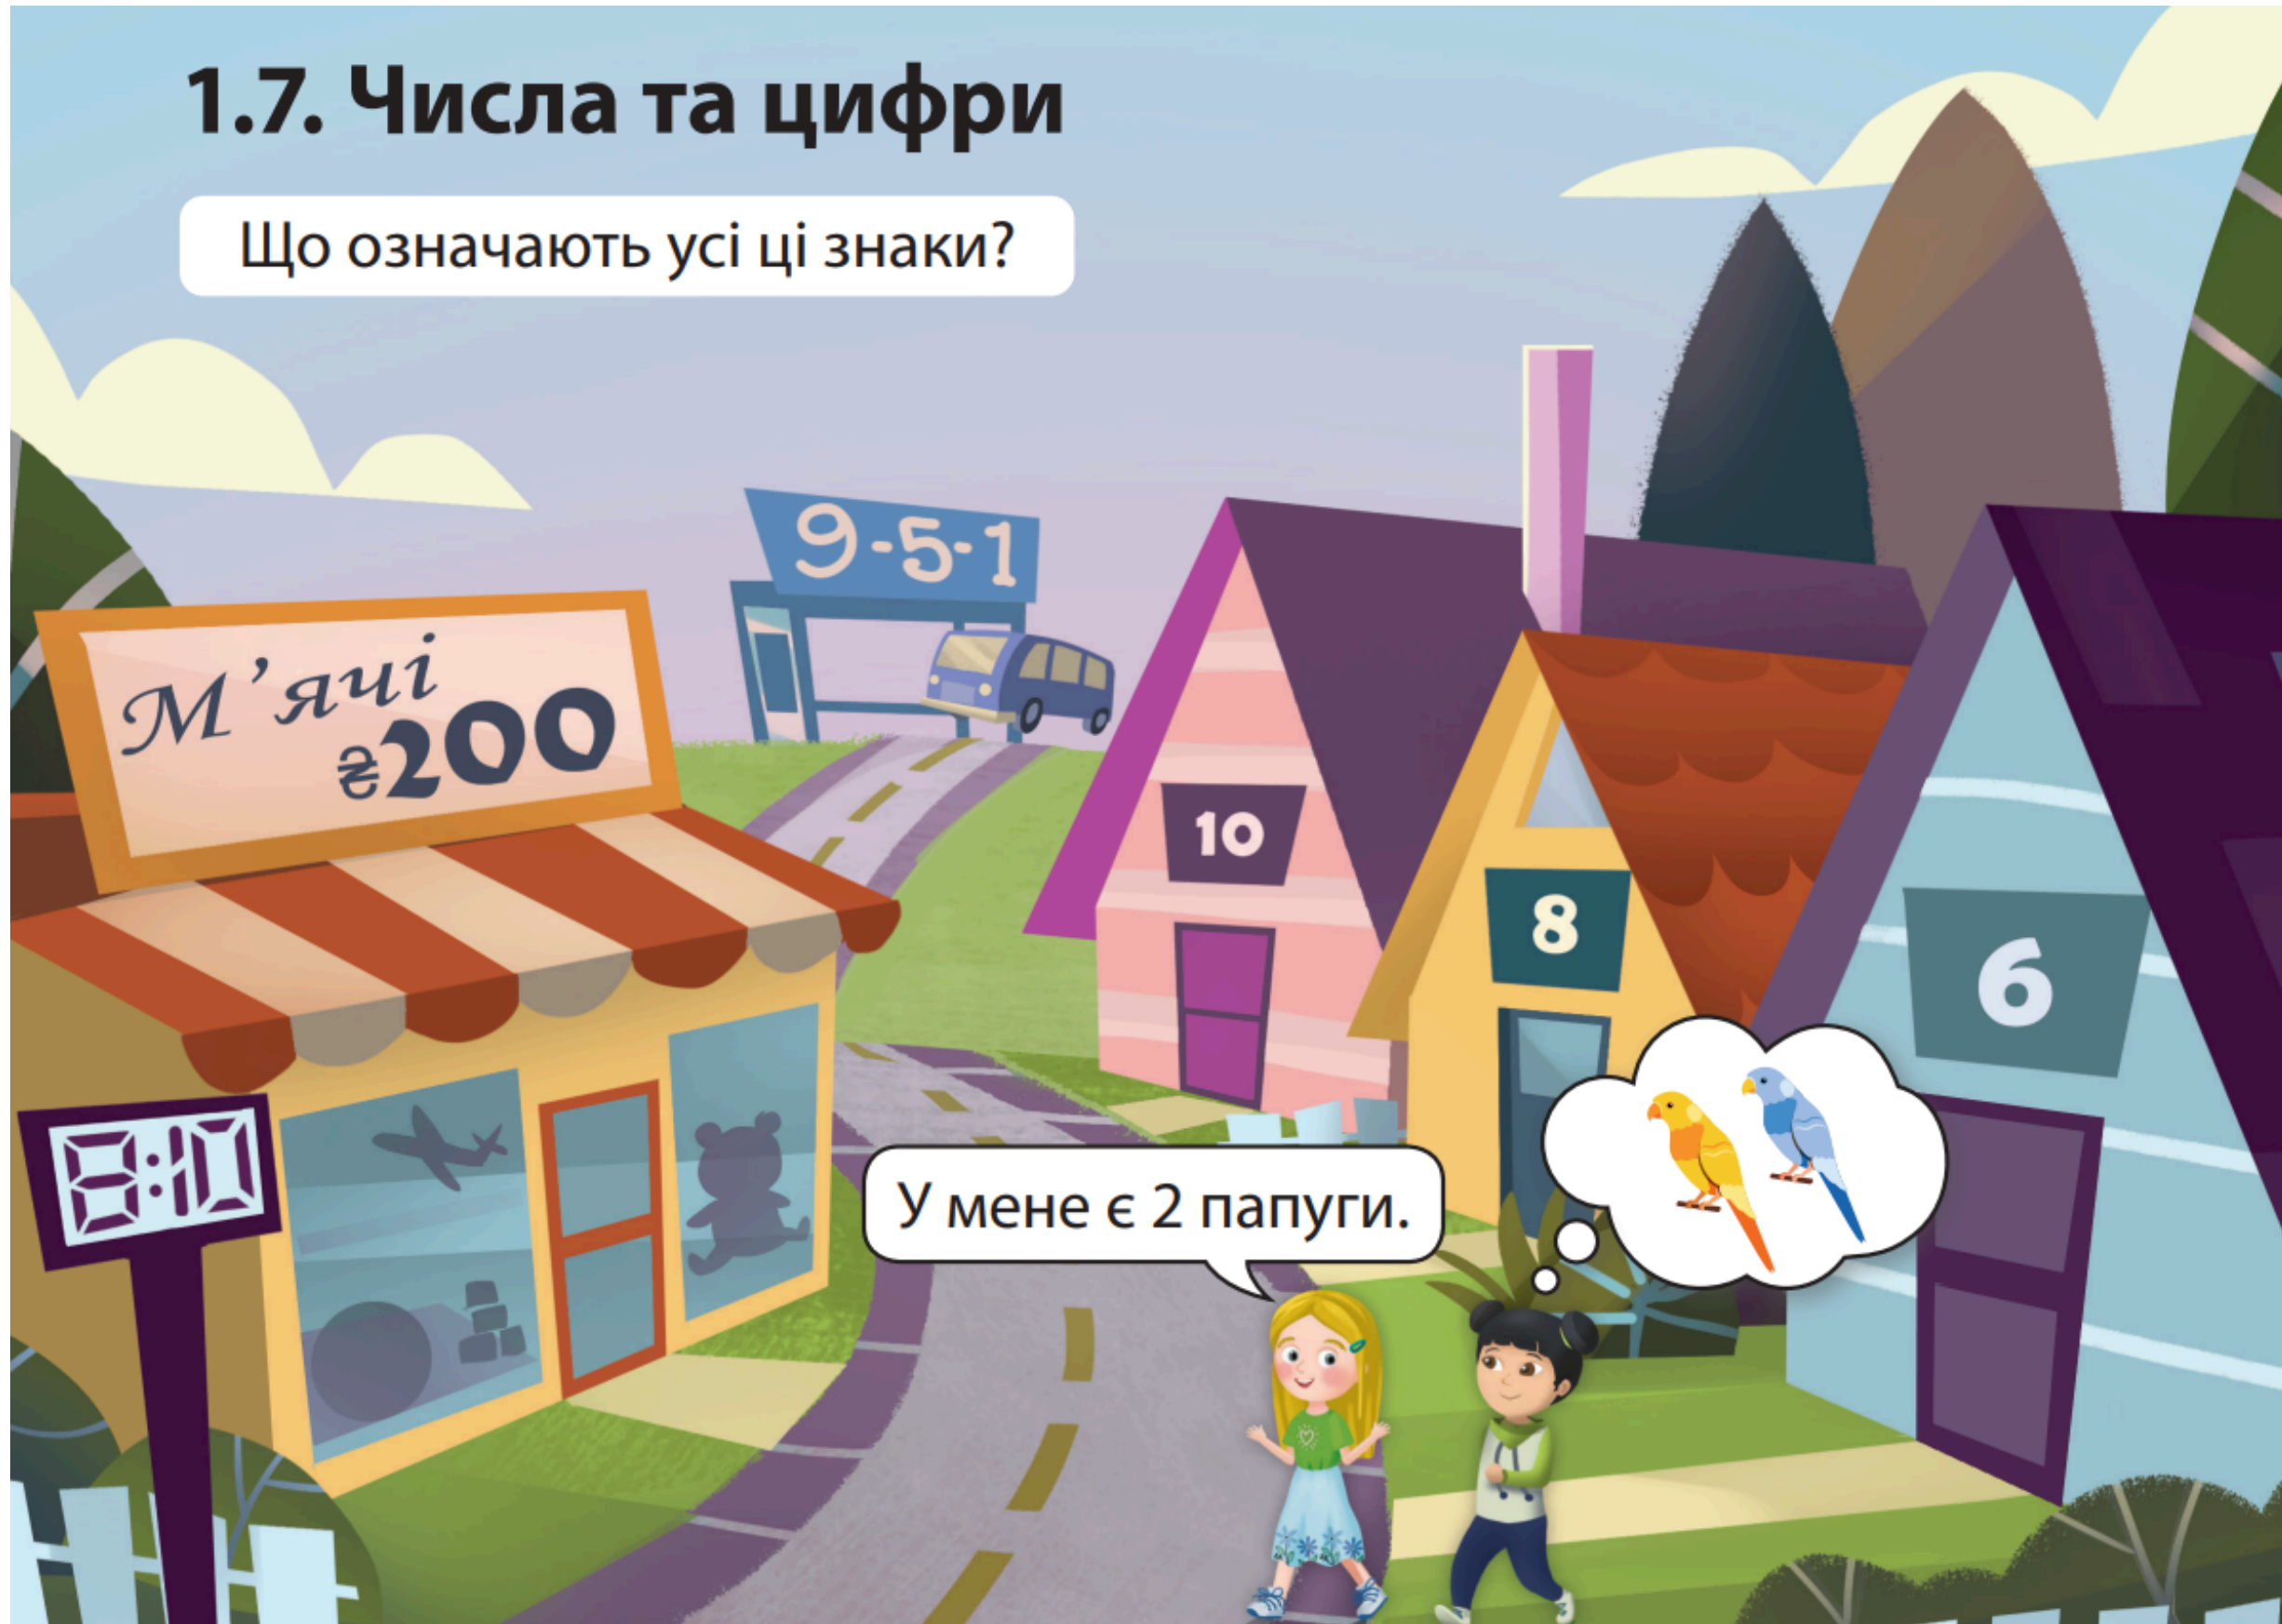 1.7. Числа та цифри
Що означають усі ці знаки?
9-5-1
М’ячі
₴200
10
8
6
8:10
У мене є 2 папуги.